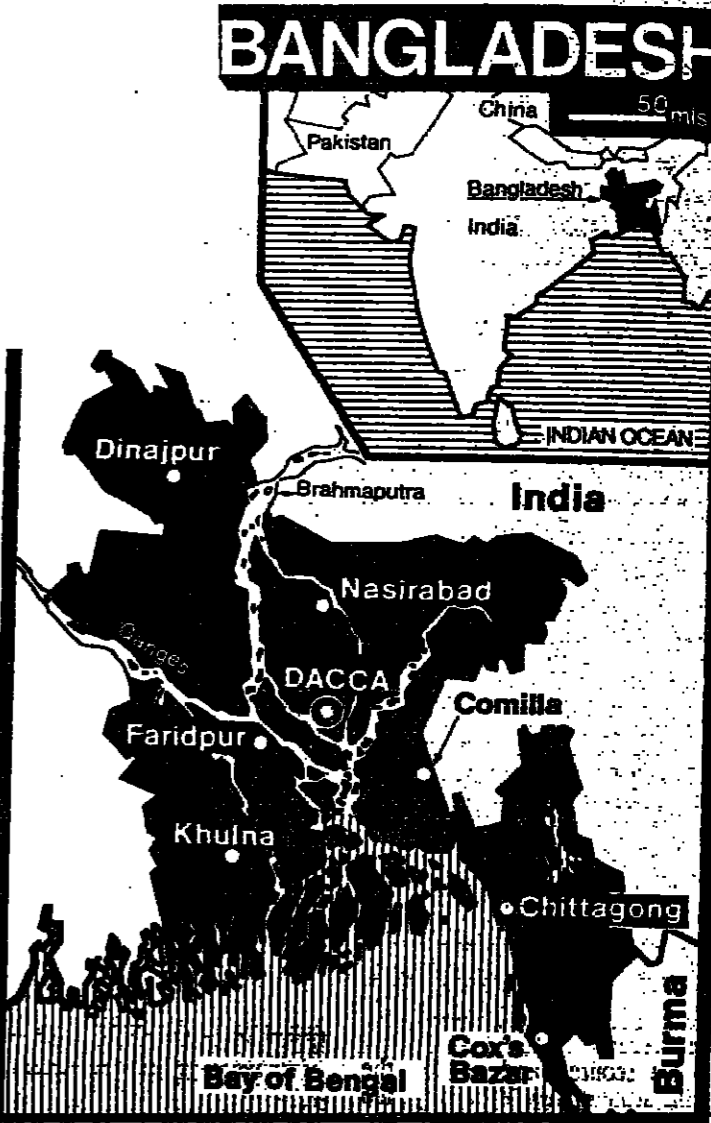 BANGLADESH
50 mls
China
Pakistan
Bangladesh
India
INDIAN OCEAN
Dinajpur
Brahmaputra
India
Nasirabad
Ganges
DACCA
Comilla
Faridpur
Khulna
Chittagong
Burma
Cox's
Bazar
Bay of Bengal